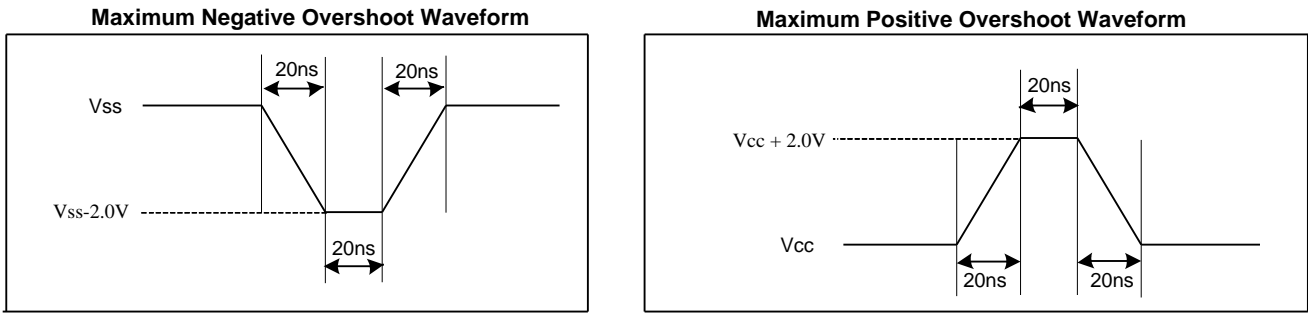 Maximum Negative Overshoot Waveform
20ns
20ns
Vss
Vss-2.0V
20ns
Maximum Positive Overshoot Waveform
20ns
Vcc + 2.0V
Vcc
20ns
20ns